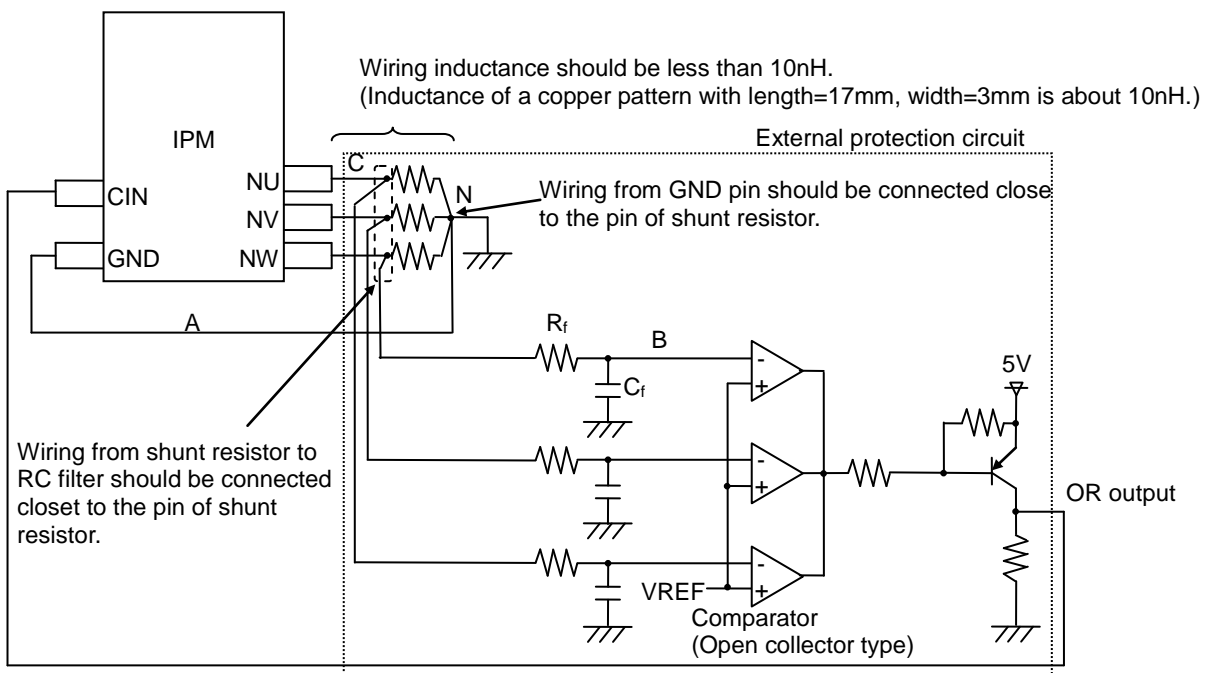 Wiring inductance should be less than 10nH.
(Inductance of a copper pattern with length=17mm, width=3mm is about 10nH.)
External protection circuit
IPM
C
NU
N
CIN
NV
GND
NW
Wiring from GND pin should be connected close
to the pin of shunt resistor.
A
Rf
B
Cf
-
+
5V
Wiring from shunt resistor to
RC filter should be connected
closet to the pin of shunt
resistor.
-
+
OR output
-
+
VREF
Comparator
(Open collector type)